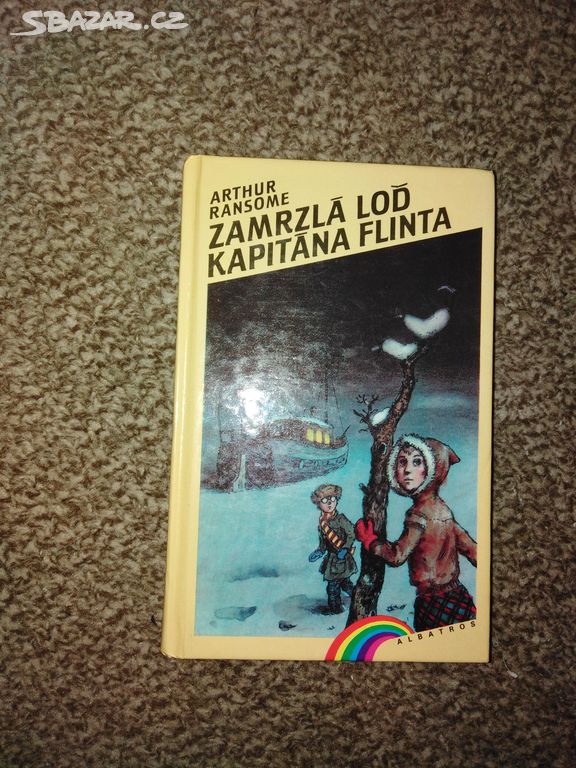 SBAZAR.CZ
ARTHUR
RANSOME
ZAMRZLÁ LOĎ
KAPITÁNA FLINTA
ALBATROS